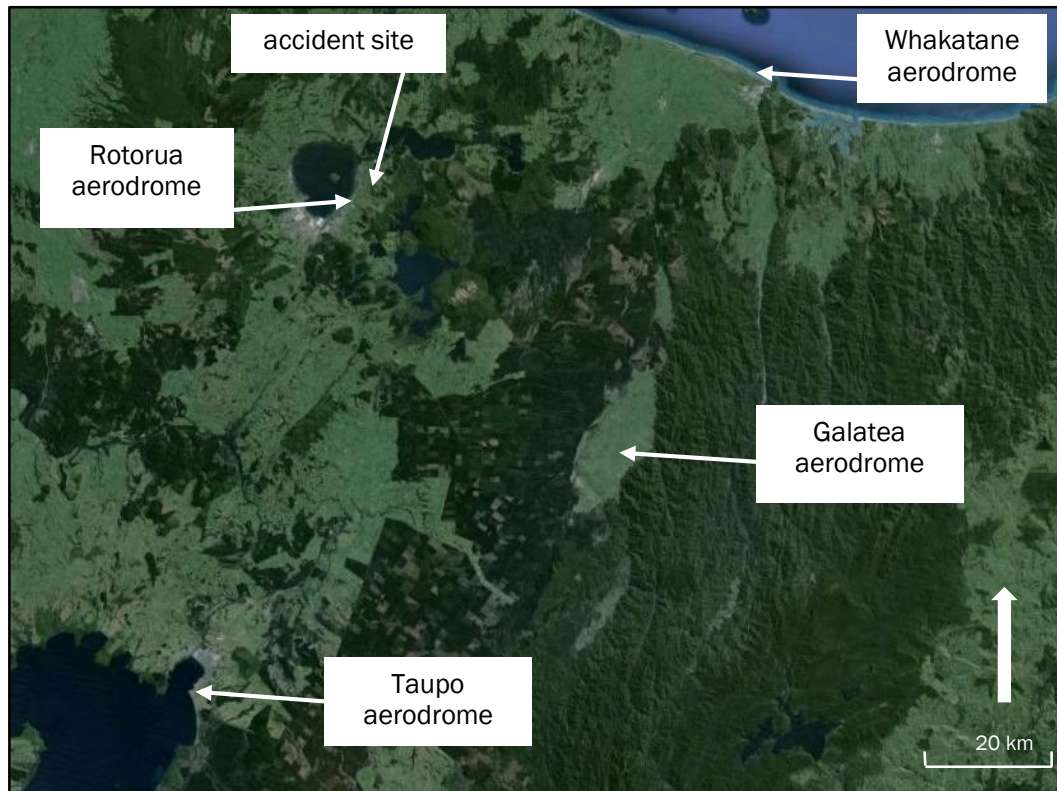 accident site
Whakatane
aerodrome
Rotorua
aerodrome
Galatea
aerodrome
Taupo
aerodrome
20 km